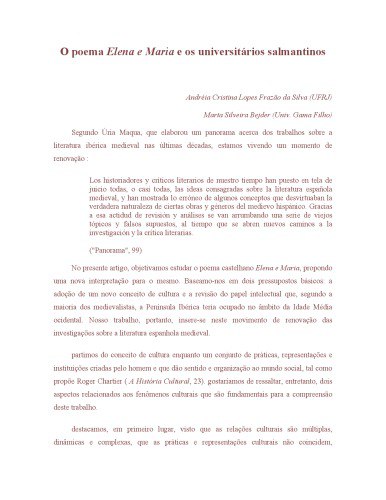 O poema Elena e Maria e os universitários salmantinos
Andréia Cristina Lopes Frazão da Silva (UFRJ)
Marta Silveira Bejder (Univ. Gama Filho)
Segundo Úria Maqua, que elaborou um panorama acerca dos trabalhos sobre a
literatura ibérica medieval nas últimas décadas, estamos vivendo um momento de
renovação :
Los historiadores y críticos literarios de nuestro tiempo han puesto en tela de
juicio todas, o casi todas, las ideas consagradas sobre la literatura española
medieval, y han mostrado lo erróneo de algunos conceptos que desvirtuaban la
verdadera naturaleza de ciertas obras y géneros del medievo hispánico. Gracias
a esa actidud de revisión y análises se van arrumbando una serie de viejos
tópicos y falsos supuestos, al tiempo que se abren nuevos caminos a la
investigación y la crítica literarias.
("Panorama", 99)
No presente artigo, objetivamos estudar o poema castelhano Elena e Maria, propondo
uma nova interpretação para o mesmo. Baseamo-nos em dois pressupostos básicos: a
adoção de um novo conceito de cultura e a revisão do papel intelectual que, segundo a
maioria dos medievalistas, a Península Ibérica teria ocupado no âmbito da Idade Média
ocidental. Nosso trabalho, portanto, insere-se neste movimento de renovação das
investigações sobre a literatura espanhola medieval.
partimos do conceito de cultura enquanto um conjunto de práticas, representações e
instituições criadas pelo homem e que dão sentido e organização ao mundo social, tal como
propõe Roger Chartier ( A História Cultural, 23). gostaríamos de ressaltar, entretanto, dois
aspectos relacionados aos fenômenos culturais que são fundamentais para a compreensão
deste trabalho.
destacamos, em primeiro lugar, visto que as relações culturais são múltiplas,
dinâmicas e complexas, que as práticas e representações culturais não coincidem,